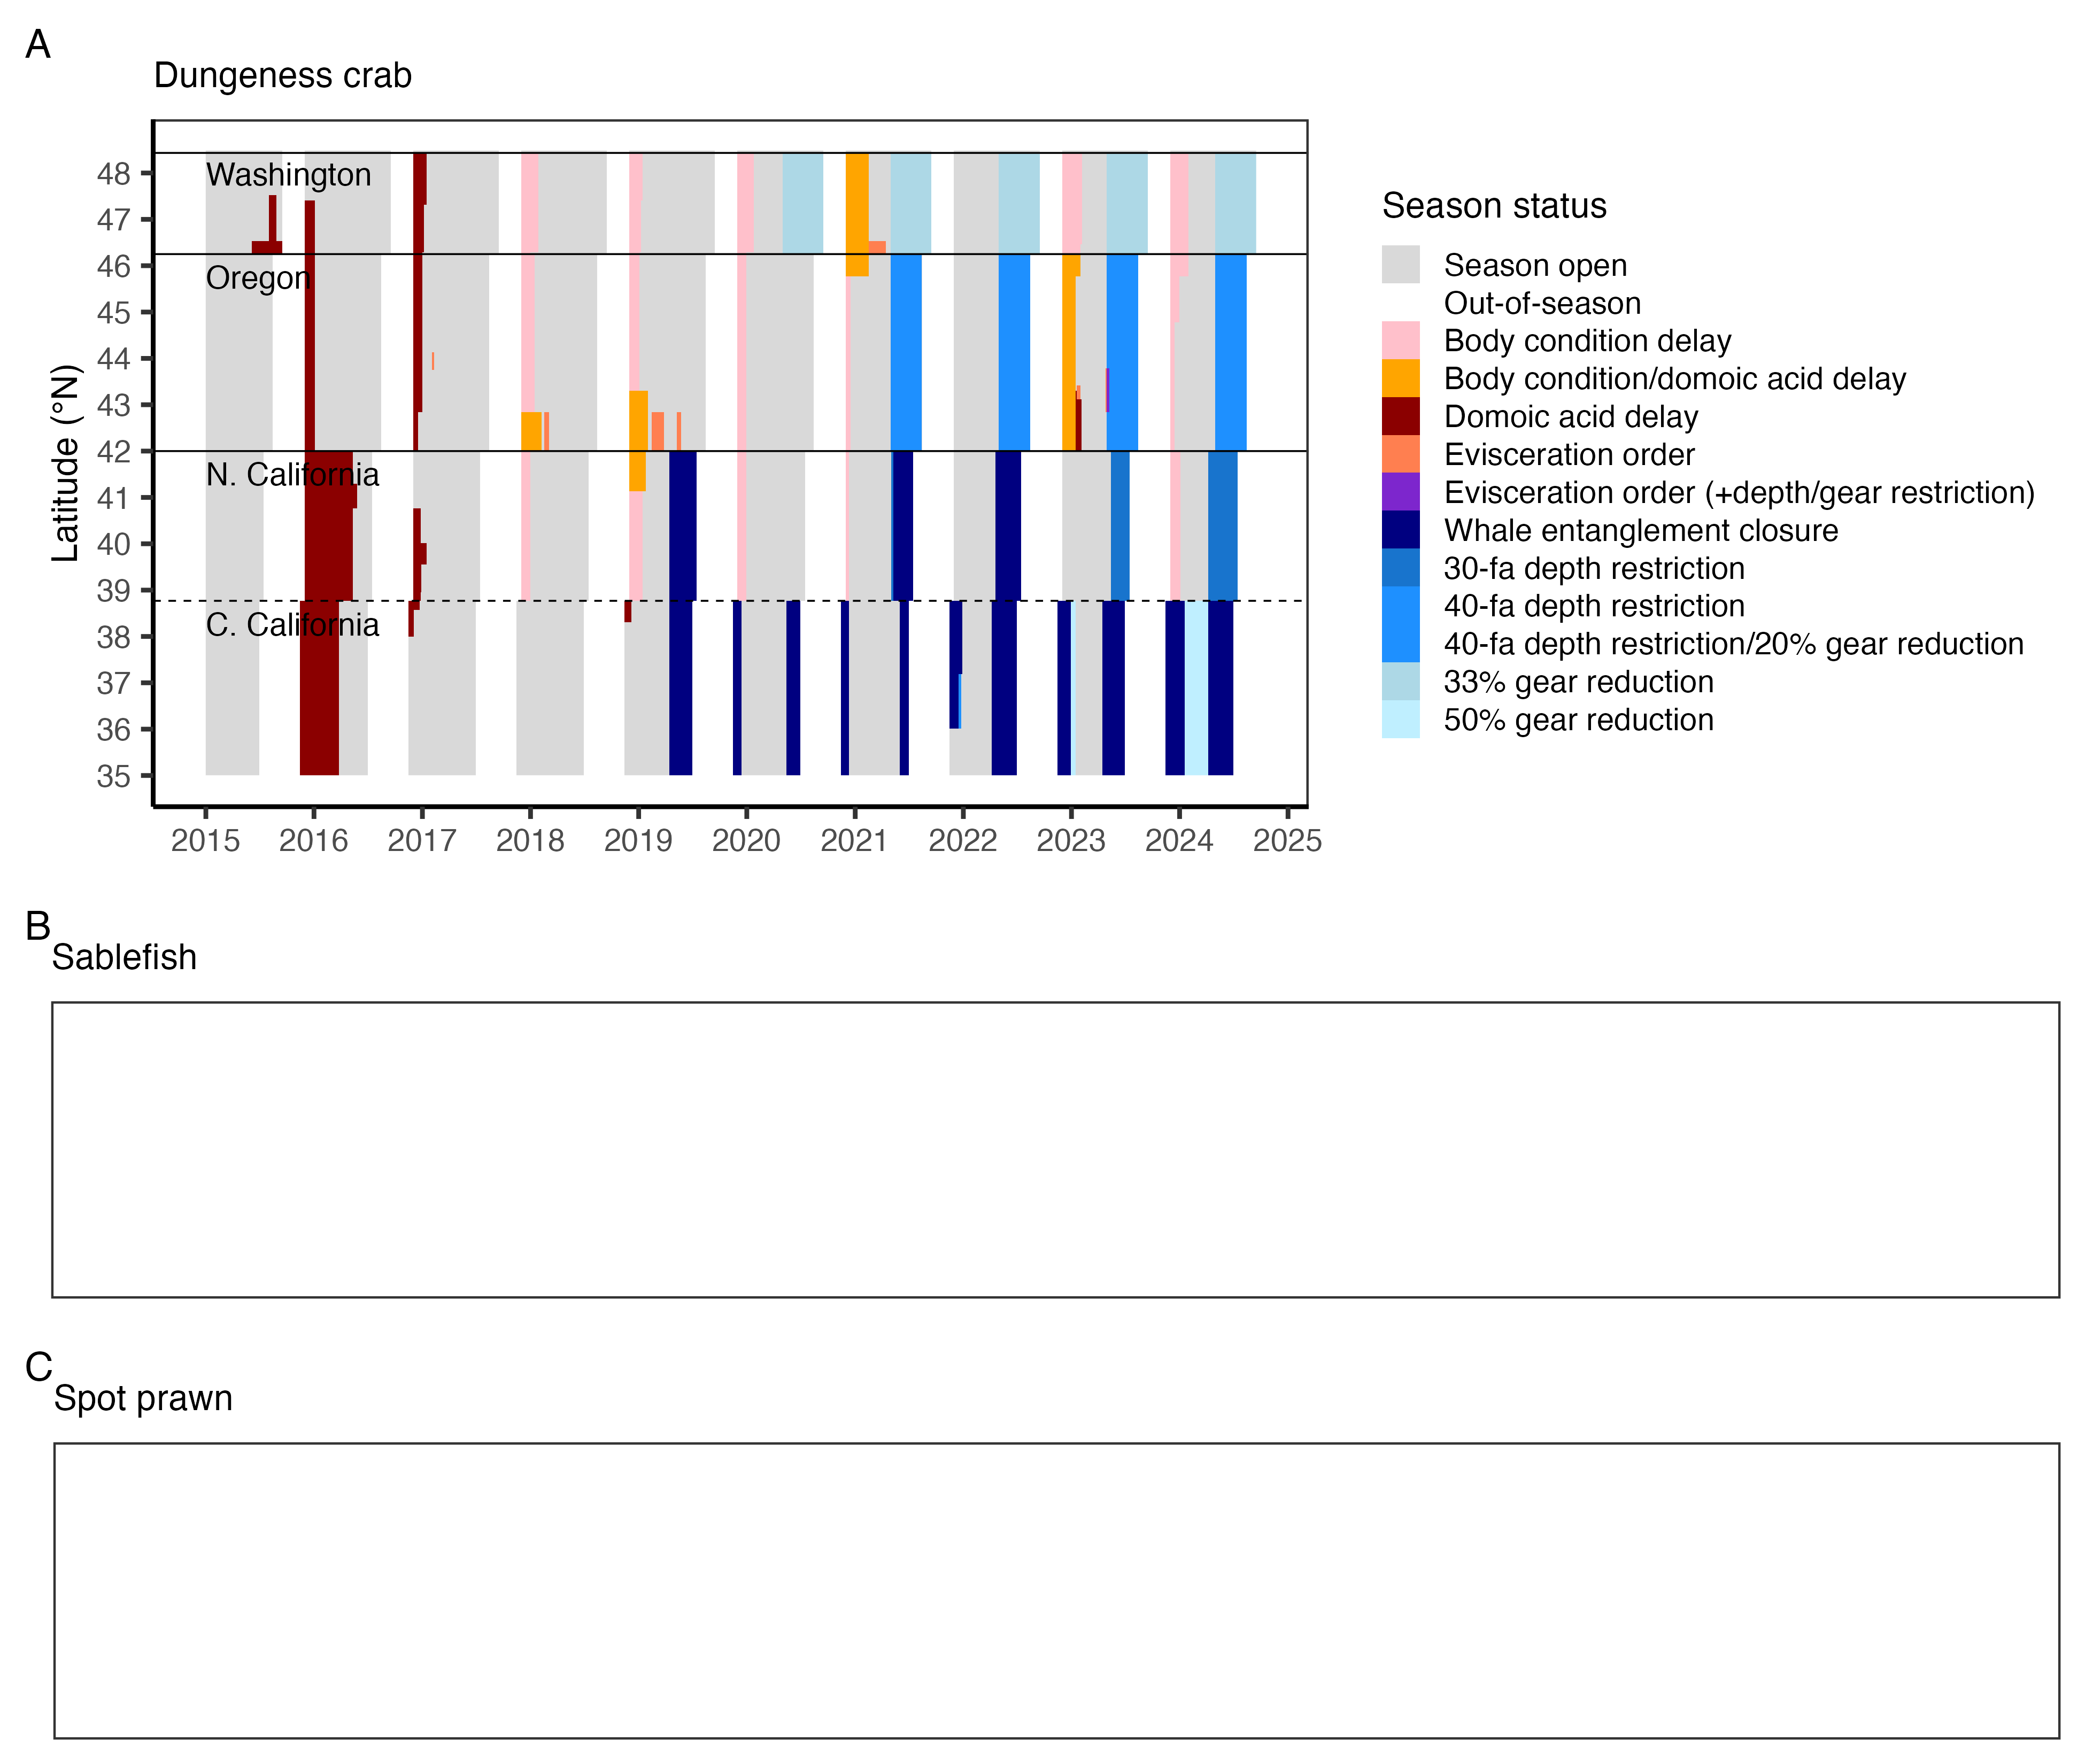 A
Dungeness crab
Latitude (°N)
48
47
46
45
44
43
42
41
40
39
38
37
36
35
Washington
Oregon
N. California
C. California
2015 2016 2017 2018 2019 2020 2021 2022 2023 2024 2025
Season status
Season open
Out-of-season
Body condition delay
Body condition/domoic acid delay
Domoic acid delay
Evisceration order
Evisceration order (+depth/gear restriction)
Whale entanglement closure
30-fa depth restriction
40-fa depth restriction
40-fa depth restriction/20% gear reduction
33% gear reduction
50% gear reduction
B
Sablefish
C
Spot prawn